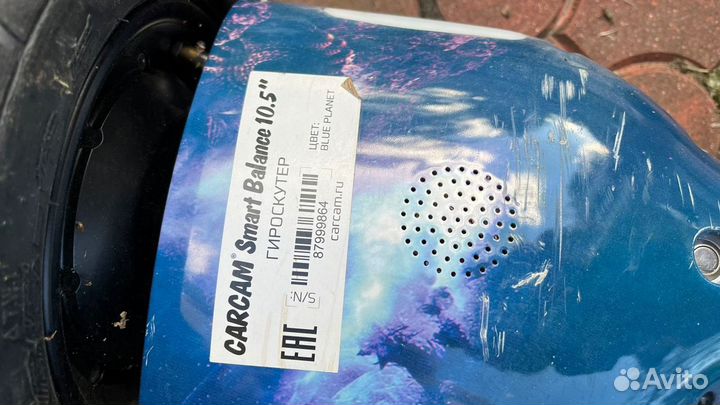 CARCAM® Smart Balance 10.5"
ГИРОСКУТЕР
ЦВЕТ:
BLUE PLANET
87999864
carcam.ru
:N/S
EAC
Avito